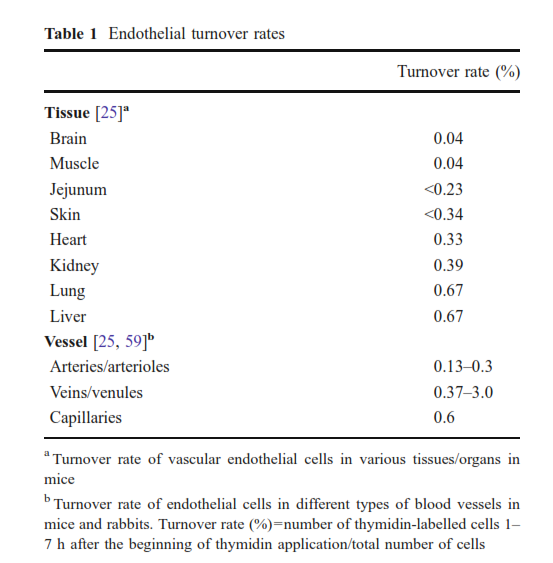 Table 1 Endothelial turnover rates
Turnover rate (%)
Tissue [25]ᵃ
Brain 0.04
Muscle 0.04
Jejunum <0.23
Skin <0.34
Heart 0.33
Kidney 0.39
Lung 0.67
Liver 0.67
Vessel [25, 59]ᵇ
Arteries/arterioles 0.13–0.3
Veins/venules 0.37–3.0
Capillaries 0.6
ᵃ Turnover rate of vascular endothelial cells in various tissues/organs in
mice
ᵇ Turnover rate of endothelial cells in different types of blood vessels in
mice and rabbits. Turnover rate (%)=number of thymidin-labelled cells 1–
7 h after the beginning of thymidin application/total number of cells